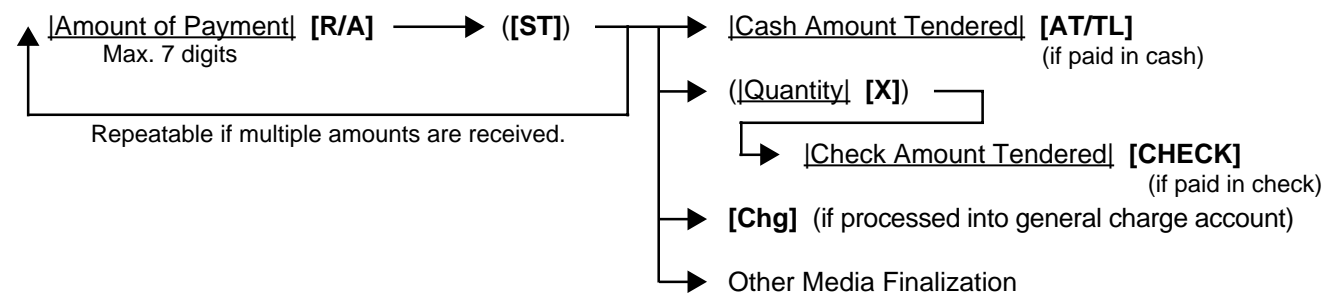 |Amount of Payment| [R/A] ([ST]) |Cash Amount Tendered| [AT/TL]
Max. 7 digits (if paid in cash)
(|Quantity| [X])
Repeatable if multiple amounts are received.
|Check Amount Tendered| [CHECK]
(if paid in check)
[Chg] (if processed into general charge account)
Other Media Finalization